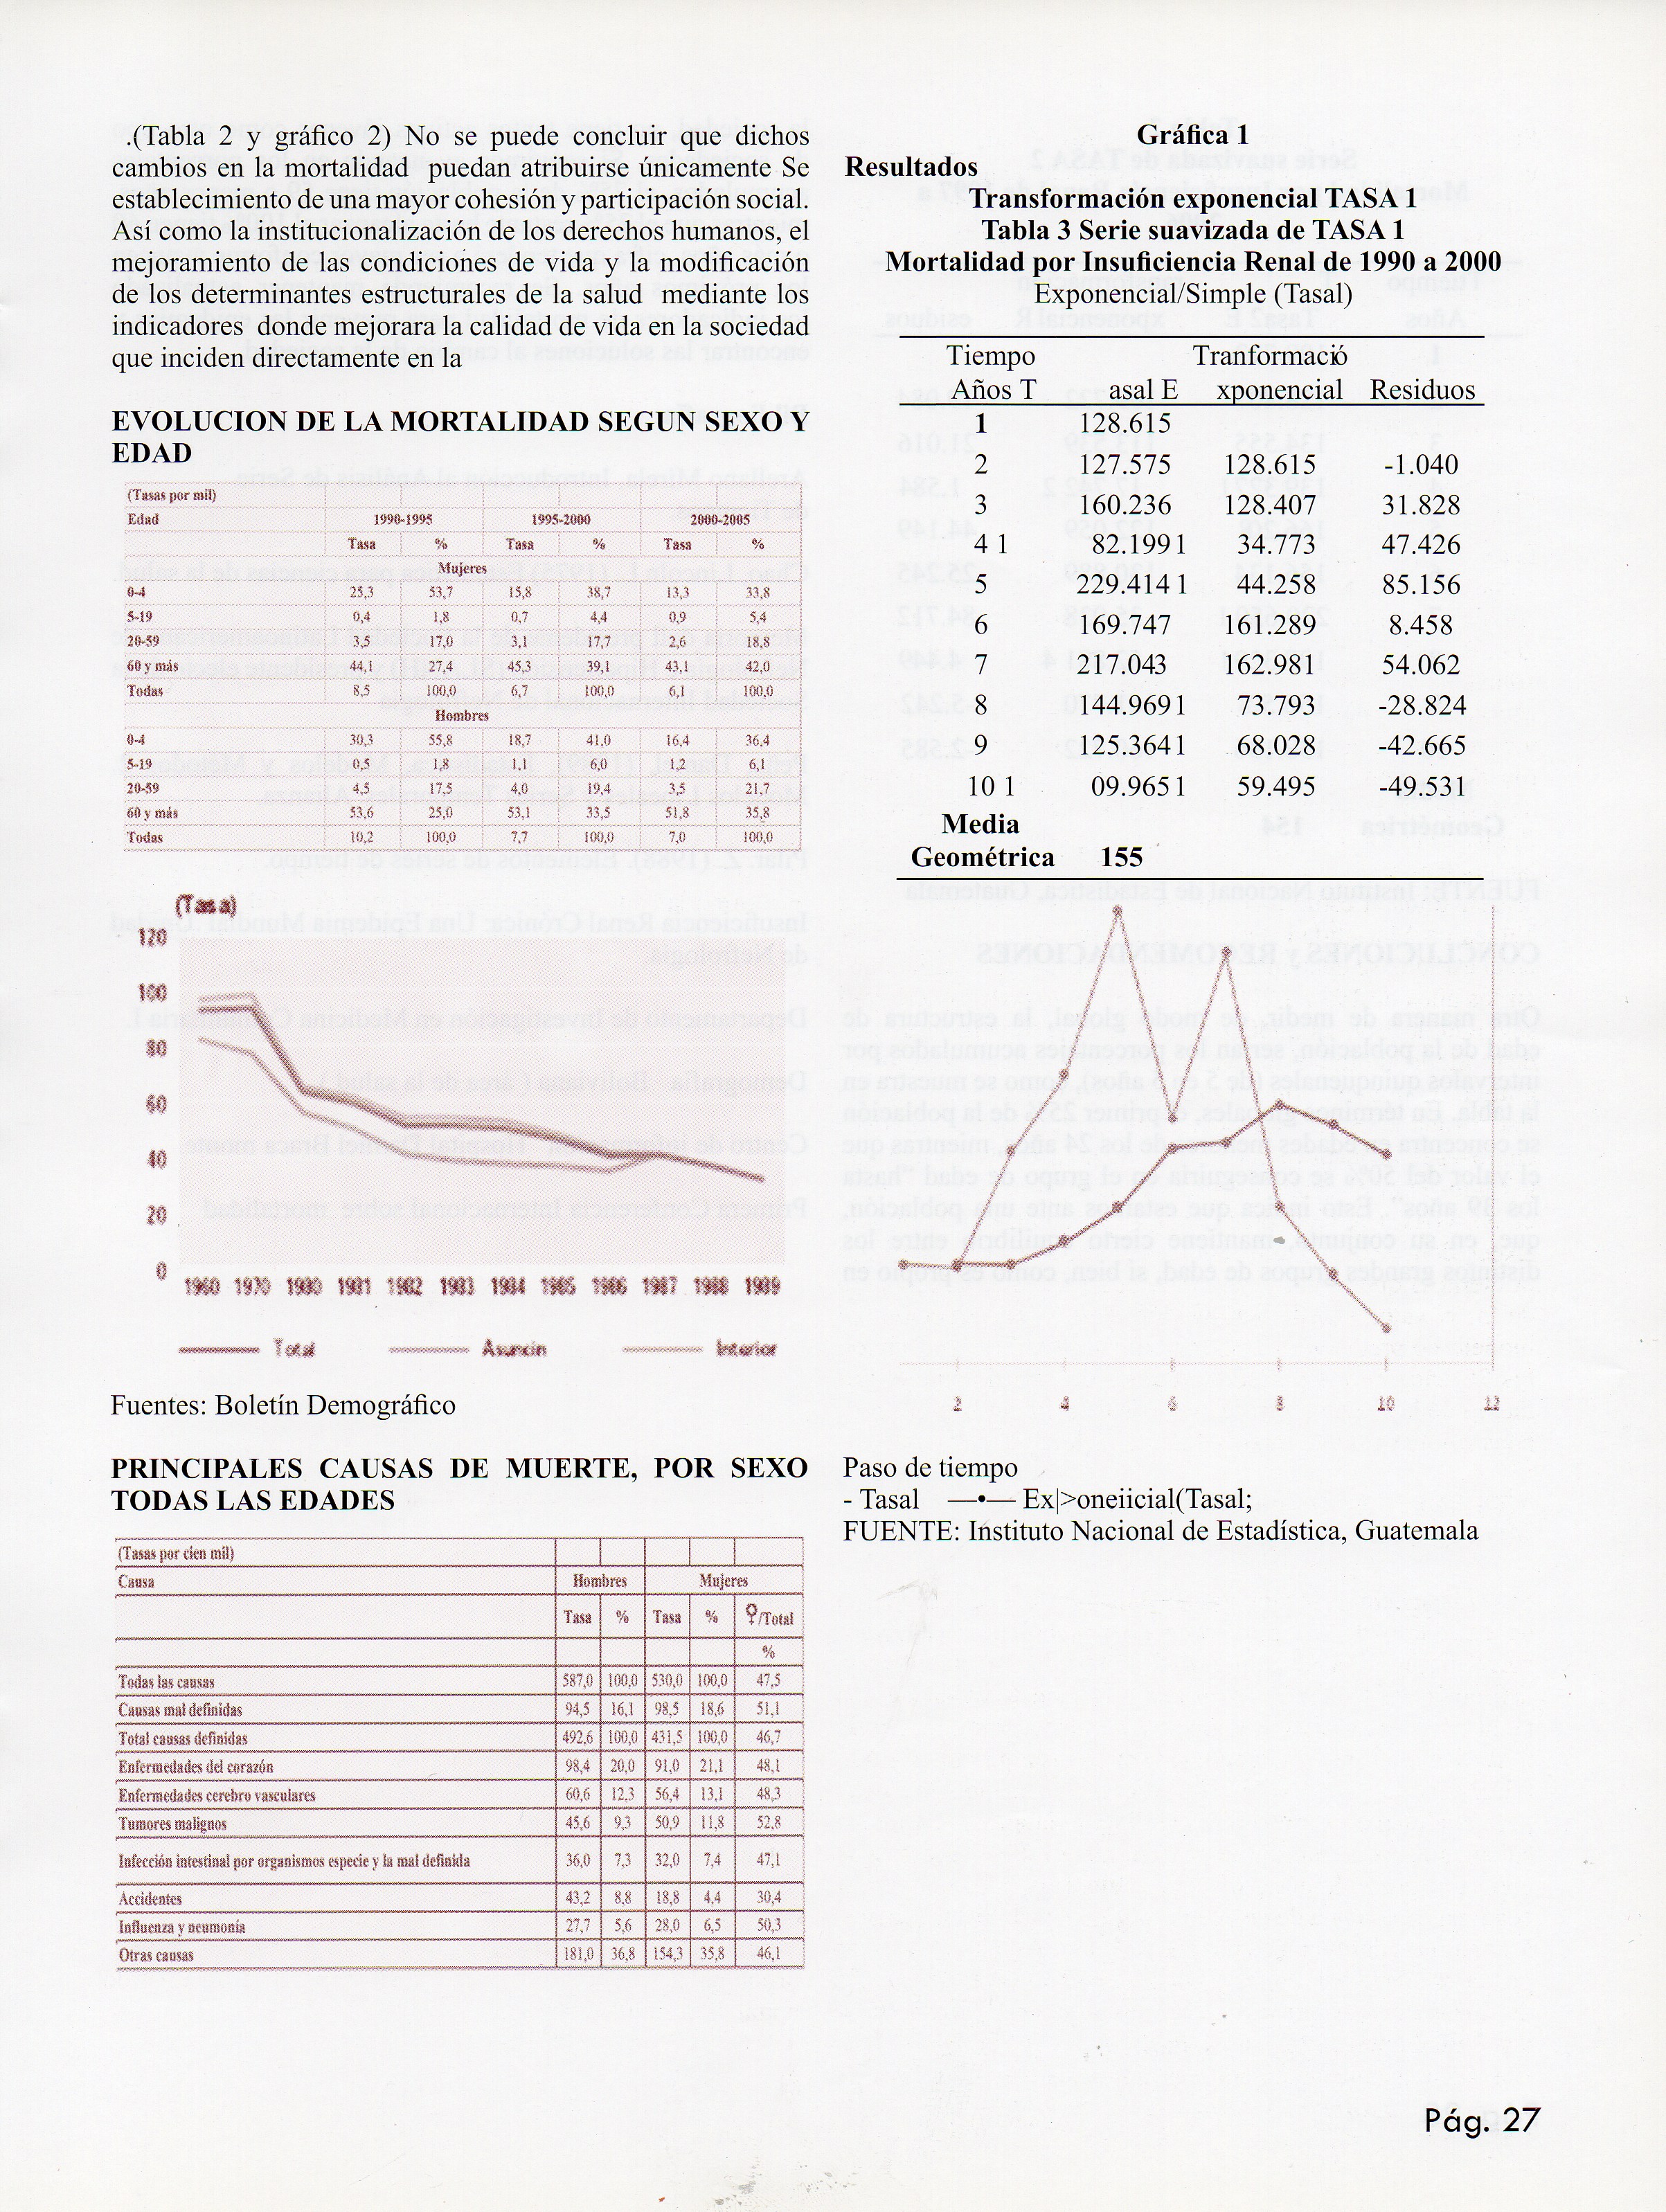 .(Tabla 2 y gráfico 2) No se puede concluir que dichos
cambios en la mortalidad puedan atribuirse únicamente Se
establecimiento de una mayor cohesión y participación social.
Así como la institucionalización de los derechos humanos, el
mejoramiento de las condiciones de vida y la modificación
de los determinantes estructurales de la salud mediante los
indicadores donde mejorara la calidad de vida en la sociedad
que inciden directamente en la
EVOLUCION DE LA MORTALIDAD SEGUN SEXO Y
EDAD
(Tasas por mil)
Edad 1990-1995 1995-2000 2000-2005
Tasa % Tasa % Tasa %
Mujeres
0-4 25,3 53,7 15,8 38,7 13,3 33,8
5-19 0,4 1,8 0,7 4,4 0,9 5,4
20-59 3,5 17,0 3,1 17,7 2,6 18,8
60 y más 44,1 27,4 45,3 39,1 43,1 42,0
Todas 8,5 100,0 6,7 100,0 6,1 100,0
Hombres
0-4 30,3 55,8 18,7 41,0 16,4 36,4
5-19 0,5 1,8 1,1 6,0 1,2 6,1
20-59 4,5 17,5 4,0 19,4 3,5 21,7
60 y más 53,6 25,0 53,1 33,5 51,8 35,8
Todas 10,2 100,0 7,7 100,0 7,0 100,0
(Tasa)
120
100
80
60
40
20
0
1960 1970 1980 1981 1982 1983 1984 1985 1986 1987 1988 1989
Total Asuncin Interior
Fuentes: Boletín Demográfico
PRINCIPALES CAUSAS DE MUERTE, POR SEXO
TODAS LAS EDADES
(Tasas por cien mil)
Causa Hombres Mujeres
Tasa % Tasa % ♀/Total
%
Todas las causas 587,0 100,0 530,0 100,0 47,5
Causas mal definidas 94,5 16,1 98,5 18,6 51,1
Total causas definidas 492,6 100,0 431,5 100,0 46,7
Enfermedades del corazón 98,4 20,0 91,0 21,1 48,1
Enfermedades cerebro vasculares 60,6 12,3 56,4 13,1 48,3
Tumores malignos 45,6 9,3 50,9 11,8 52,8
Infección intestinal por organismos especie y la mal definida 36,0 7,3 32,0 7,4 47,1
Accidentes 43,2 8,8 18,8 4,4 30,4
Influenza y neumonía 27,7 5,6 28,0 6,5 50,3
Otras causas 181,0 36,8 154,3 35,8 46,1
Gráfica 1
Resultados
Transformación exponencial TASA 1
Tabla 3 Serie suavizada de TASA 1
Mortalidad por Insuficiencia Renal de 1990 a 2000
Exponencial/Simple (Tasal)
Tiempo Tranformació
Años T asal E xponencial Residuos
1 128.615
2 127.575 128.615 -1.040
3 160.236 128.407 31.828
4 1 82.1991 34.773 47.426
5 229.414 1 44.258 85.156
6 169.747 161.289 8.458
7 217.043 162.981 54.062
8 144.9691 73.793 -28.824
9 125.3641 68.028 -42.665
10 1 09.9651 59.495 -49.531
Media
Geométrica 155
2 4 6 8 10 12
Paso de tiempo
- Tasal —•— Ex|>oneiicial(Tasal;
FUENTE: Instituto Nacional de Estadística, Guatemala
Pág. 27